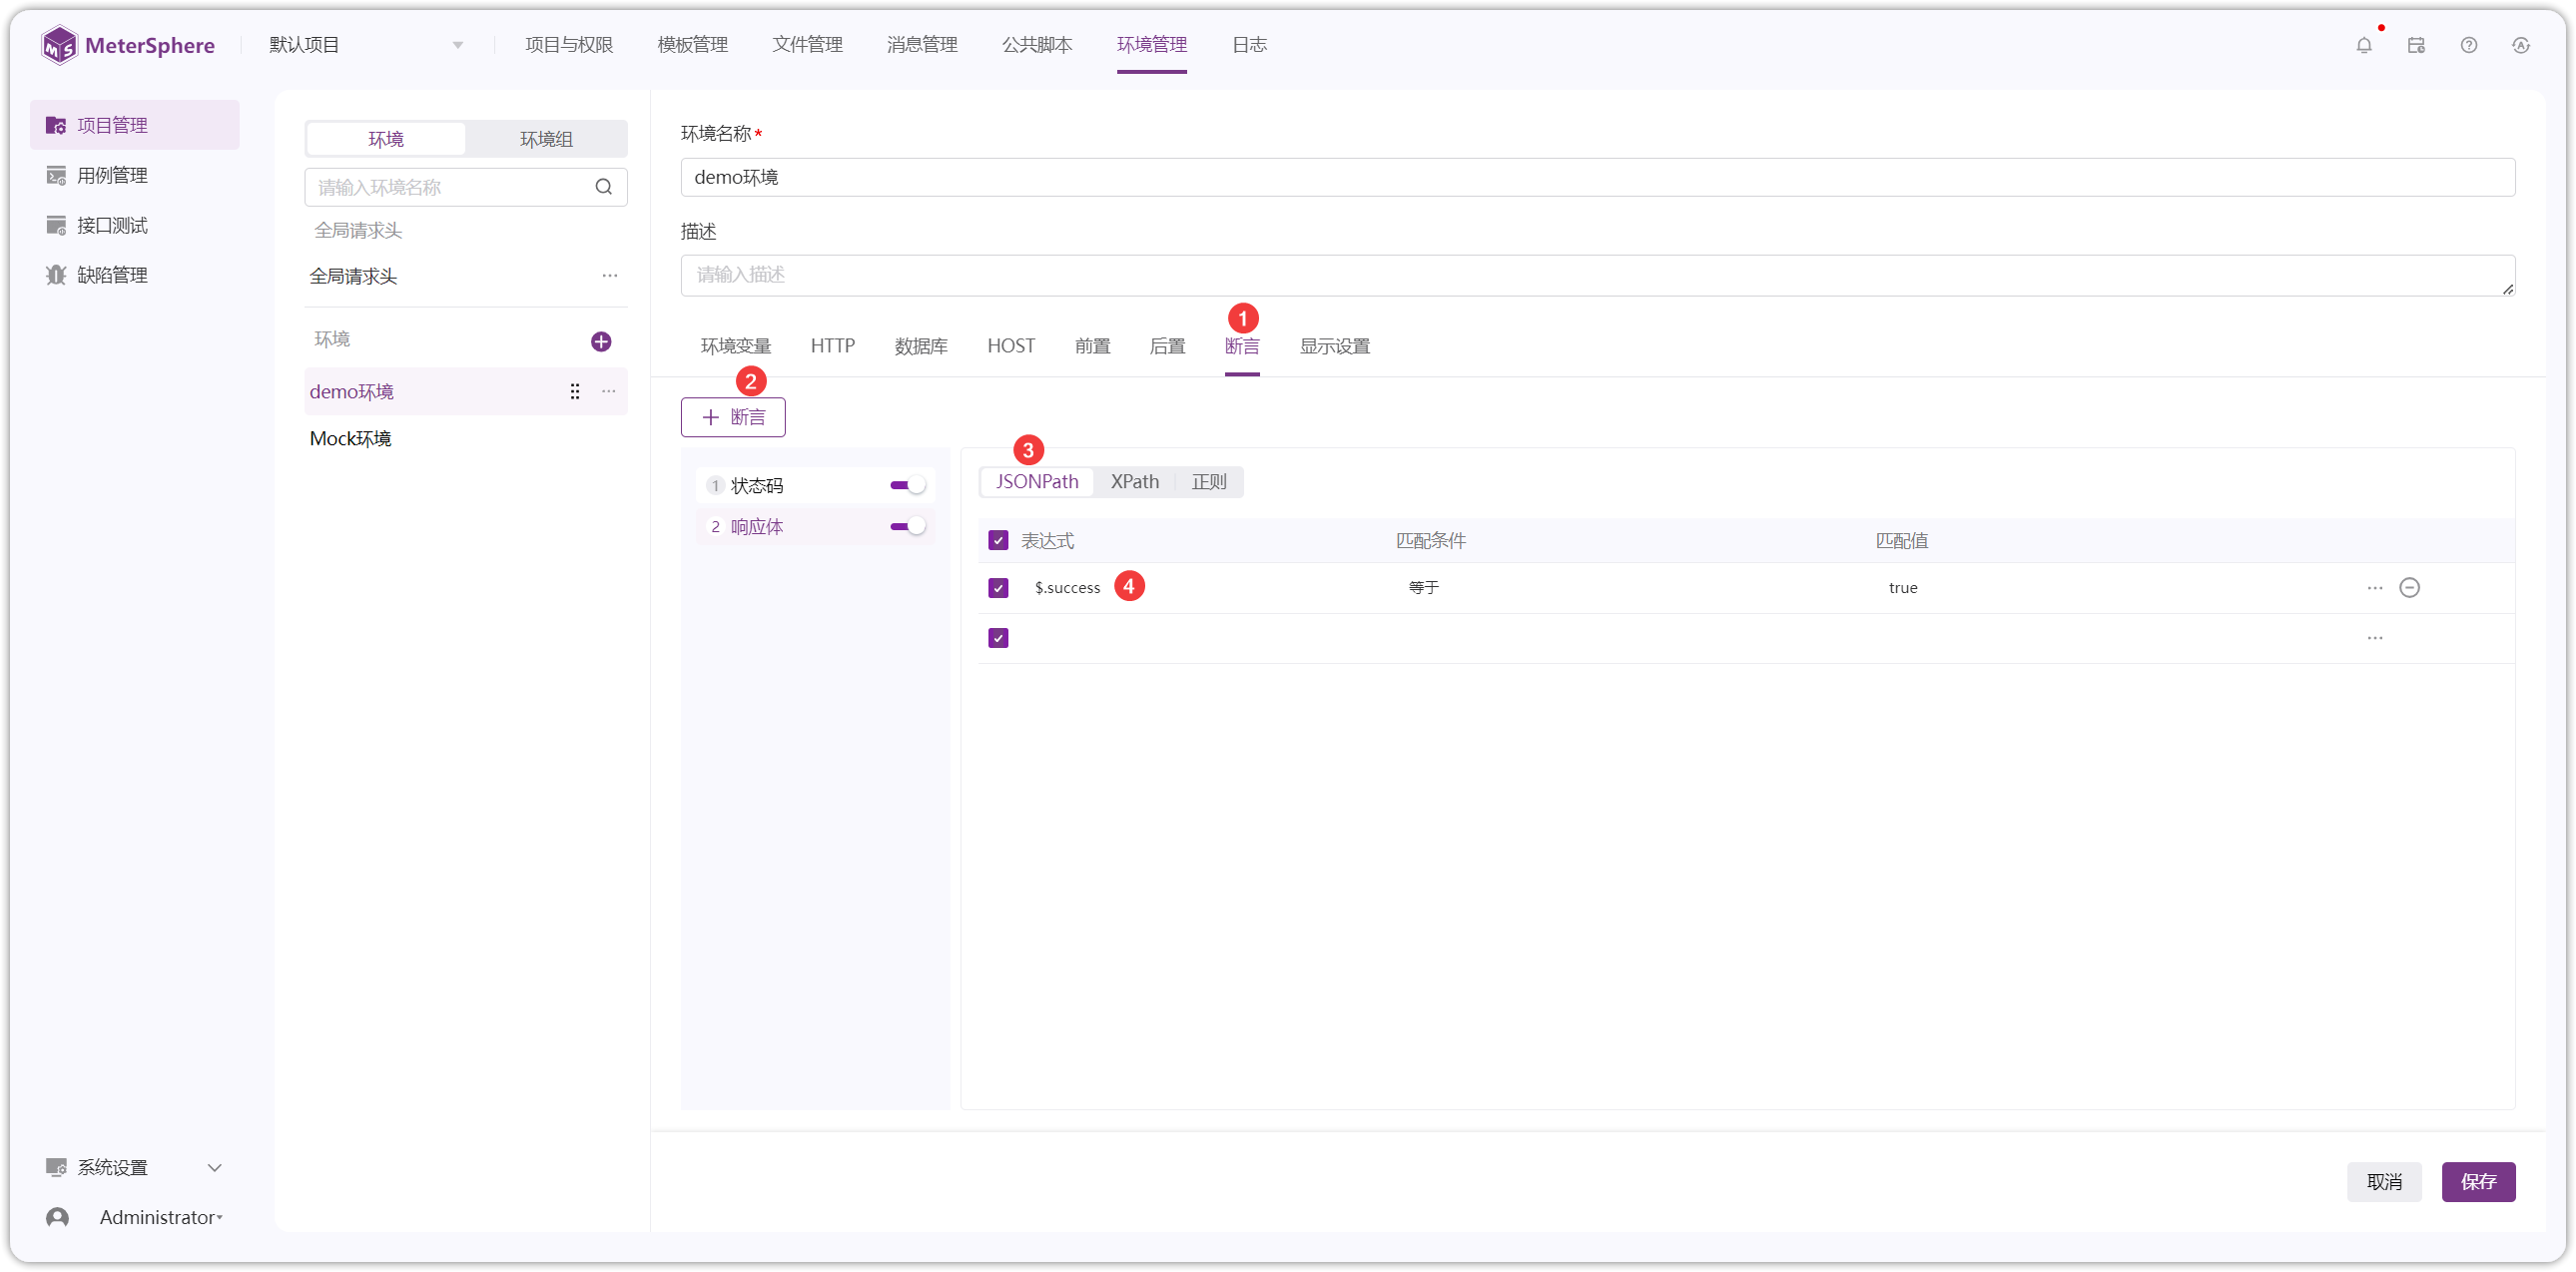 MeterSphere
默认项目
项目与权限 模板管理 文件管理 消息管理 公共脚本 环境管理 日志
项目管理
用例管理
接口测试
缺陷管理
系统设置
Administrator
环境 环境组
请输入环境名称
全局请求头
全局请求头
环境
demo环境
Mock环境
环境名称*
demo环境
描述
请输入描述
1
环境变量 HTTP 数据库 HOST 前置 后置 断言 显示设置
2
+ 断言
1 状态码
2 响应体
3
JSONPath XPath 正则
表达式 匹配条件 匹配值
$.success 4 等于 true
取消 保存